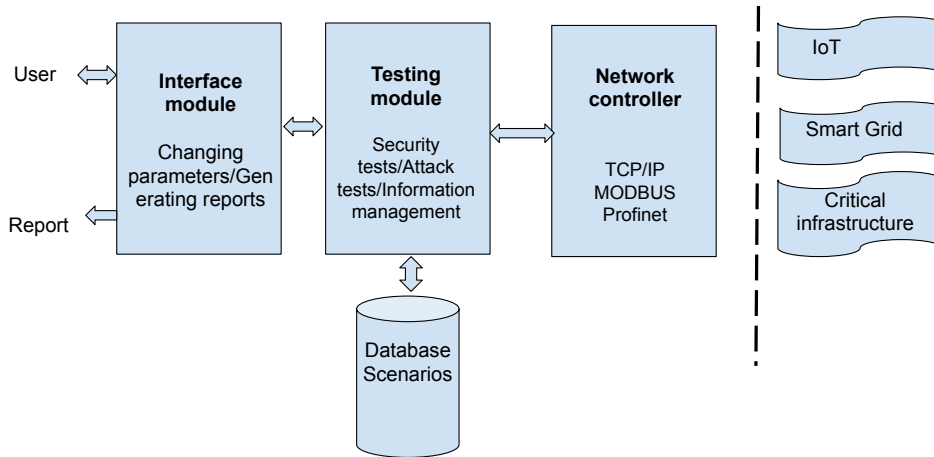 User
Report
Interface
module
Changing
parameters/Gen
erating reports
Testing
module
Security
tests/Attack
tests/Information
management
Network
controller
TCP/IP
MODBUS
Profinet
Database
Scenarios
IoT
Smart Grid
Critical
infrastructure